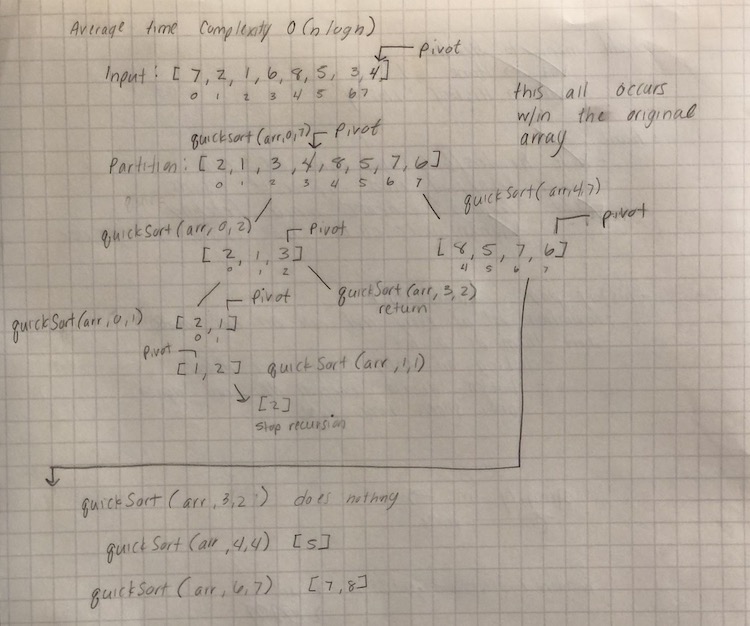 Average time Complexity O(n logn)
pivot
Input: [ 7, 2, 1, 6, 8, 5, 3, 4]
0 1 2 3 4 5 6 7
this all occurs
w/in the original
array
quickSort(arr,0,7) Pivot
Partition: [ 2, 1, 3, 4, 8, 5, 7, 6]
0 1 2 3 4 5 6 7
quickSort(arr,4,7)
quickSort(arr,0,2) Pivot
pivot
[ 2, 1, 3]
0 1 2
[ 8, 5, 7, 6]
4 5 6 7
Pivot
quickSort(arr,3,2)
return
quickSort(arr,0,1) [ 2, 1]
0 1
pivot
[1, 2] quickSort(arr,1,1)
[2]
stop recursion
quickSort(arr,3,2) does nothing
quickSort(arr,4,4) [5]
quickSort(arr,6,7) [7,8]